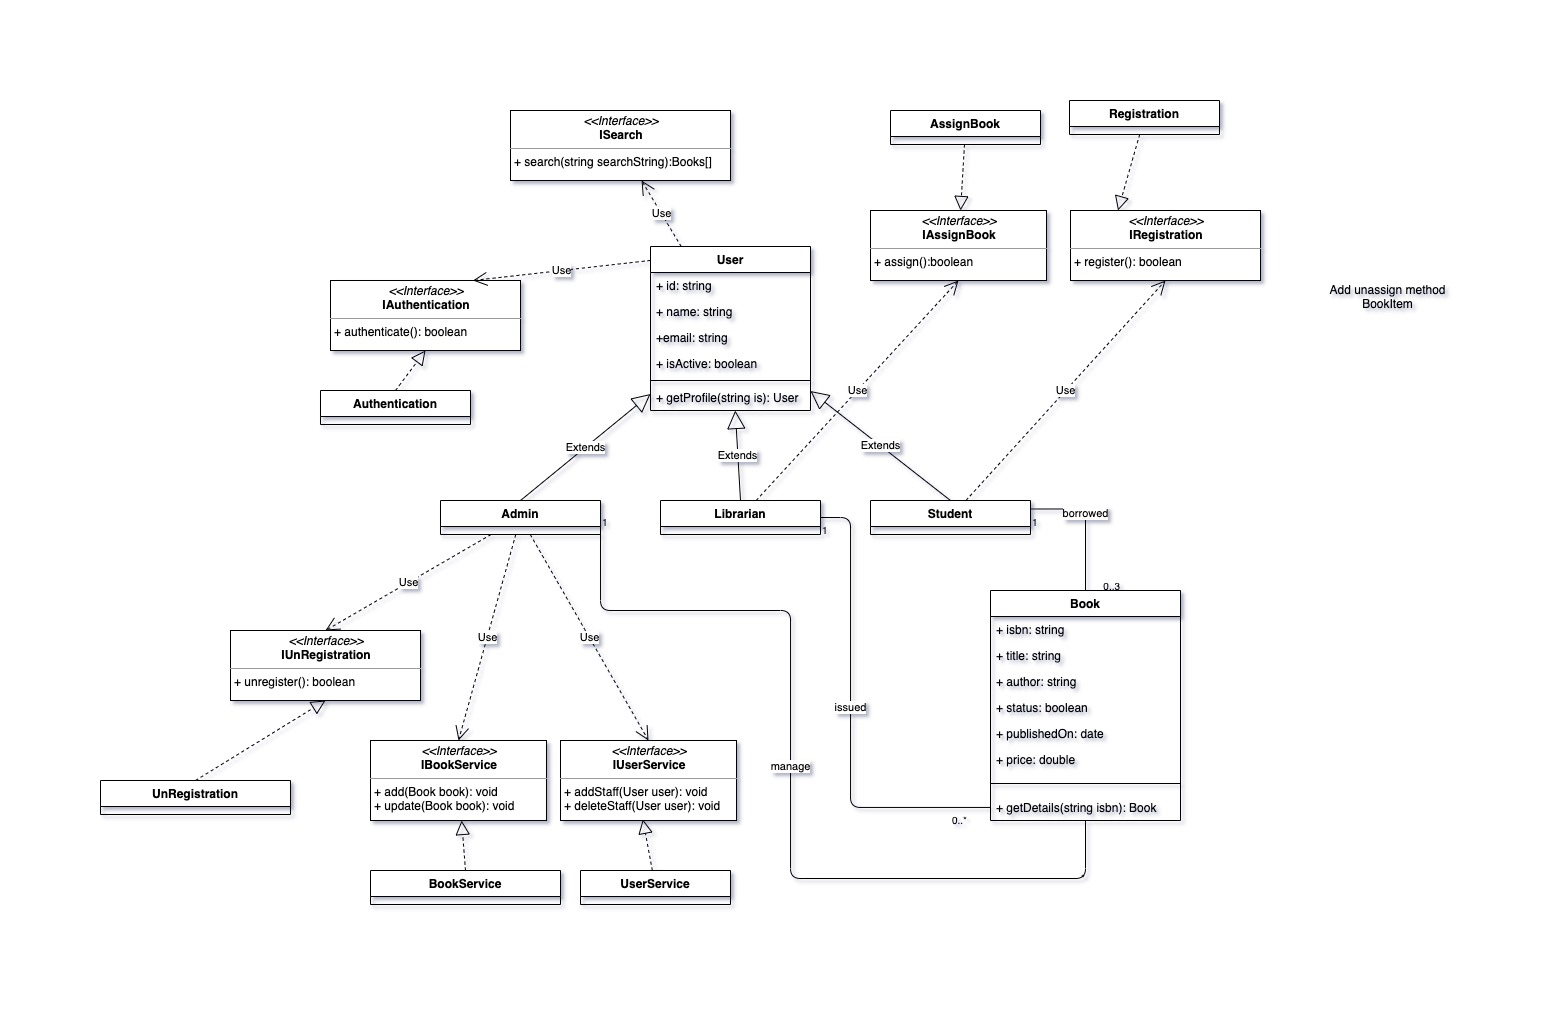 <<Interface>>
ISearch
+ search(string searchString):Books[]
AssignBook
Registration
<<Interface>>
IAssignBook
+ assign():boolean
<<Interface>>
IRegistration
+ register(): boolean
Add unassign method
BookItem
Use
Use
User
+ id: string
+ name: string
+email: string
+ isActive: boolean
+ getProfile(string is): User
<<Interface>>
IAuthentication
+ authenticate(): boolean
Authentication
Use
Use
Extends
Extends
Extends
Admin
1
Librarian
1
Student
1
borrowed
0..3
Book
+ isbn: string
+ title: string
+ author: string
+ status: boolean
+ publishedOn: date
+ price: double
+ getDetails(string isbn): Book
Use
Use
Use
<<Interface>>
IUnRegistration
+ unregister(): boolean
UnRegistration
issued
manage
0..*
<<Interface>>
IBookService
+ add(Book book): void
+ update(Book book): void
<<Interface>>
IUserService
+ addStaff(User user): void
+ deleteStaff(User user): void
BookService
UserService